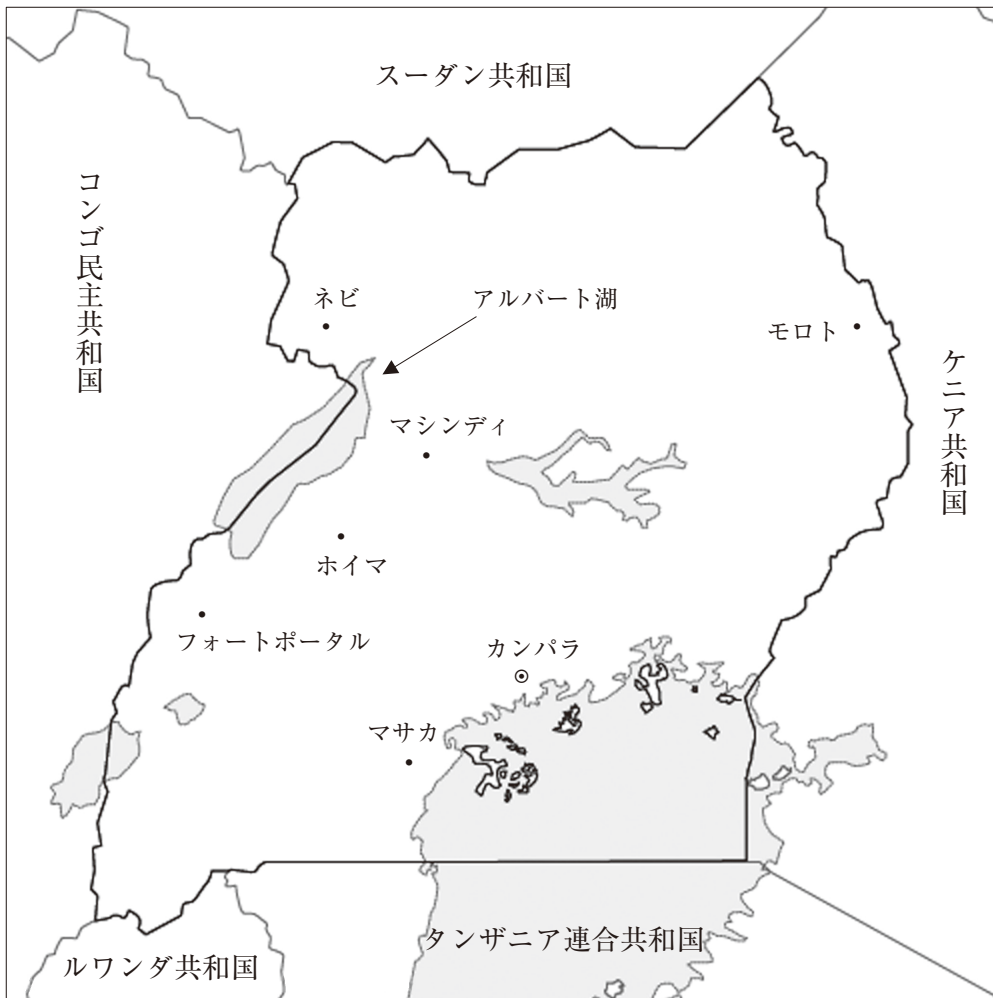 スーダン共和国
コンゴ民主共和国
ネビ
アルバート湖
モロト
ケニア共和国
マシンディ
ホイマ
フォートポータル
カンパラ
マサカ
タンザニア連合共和国
ルワンダ共和国